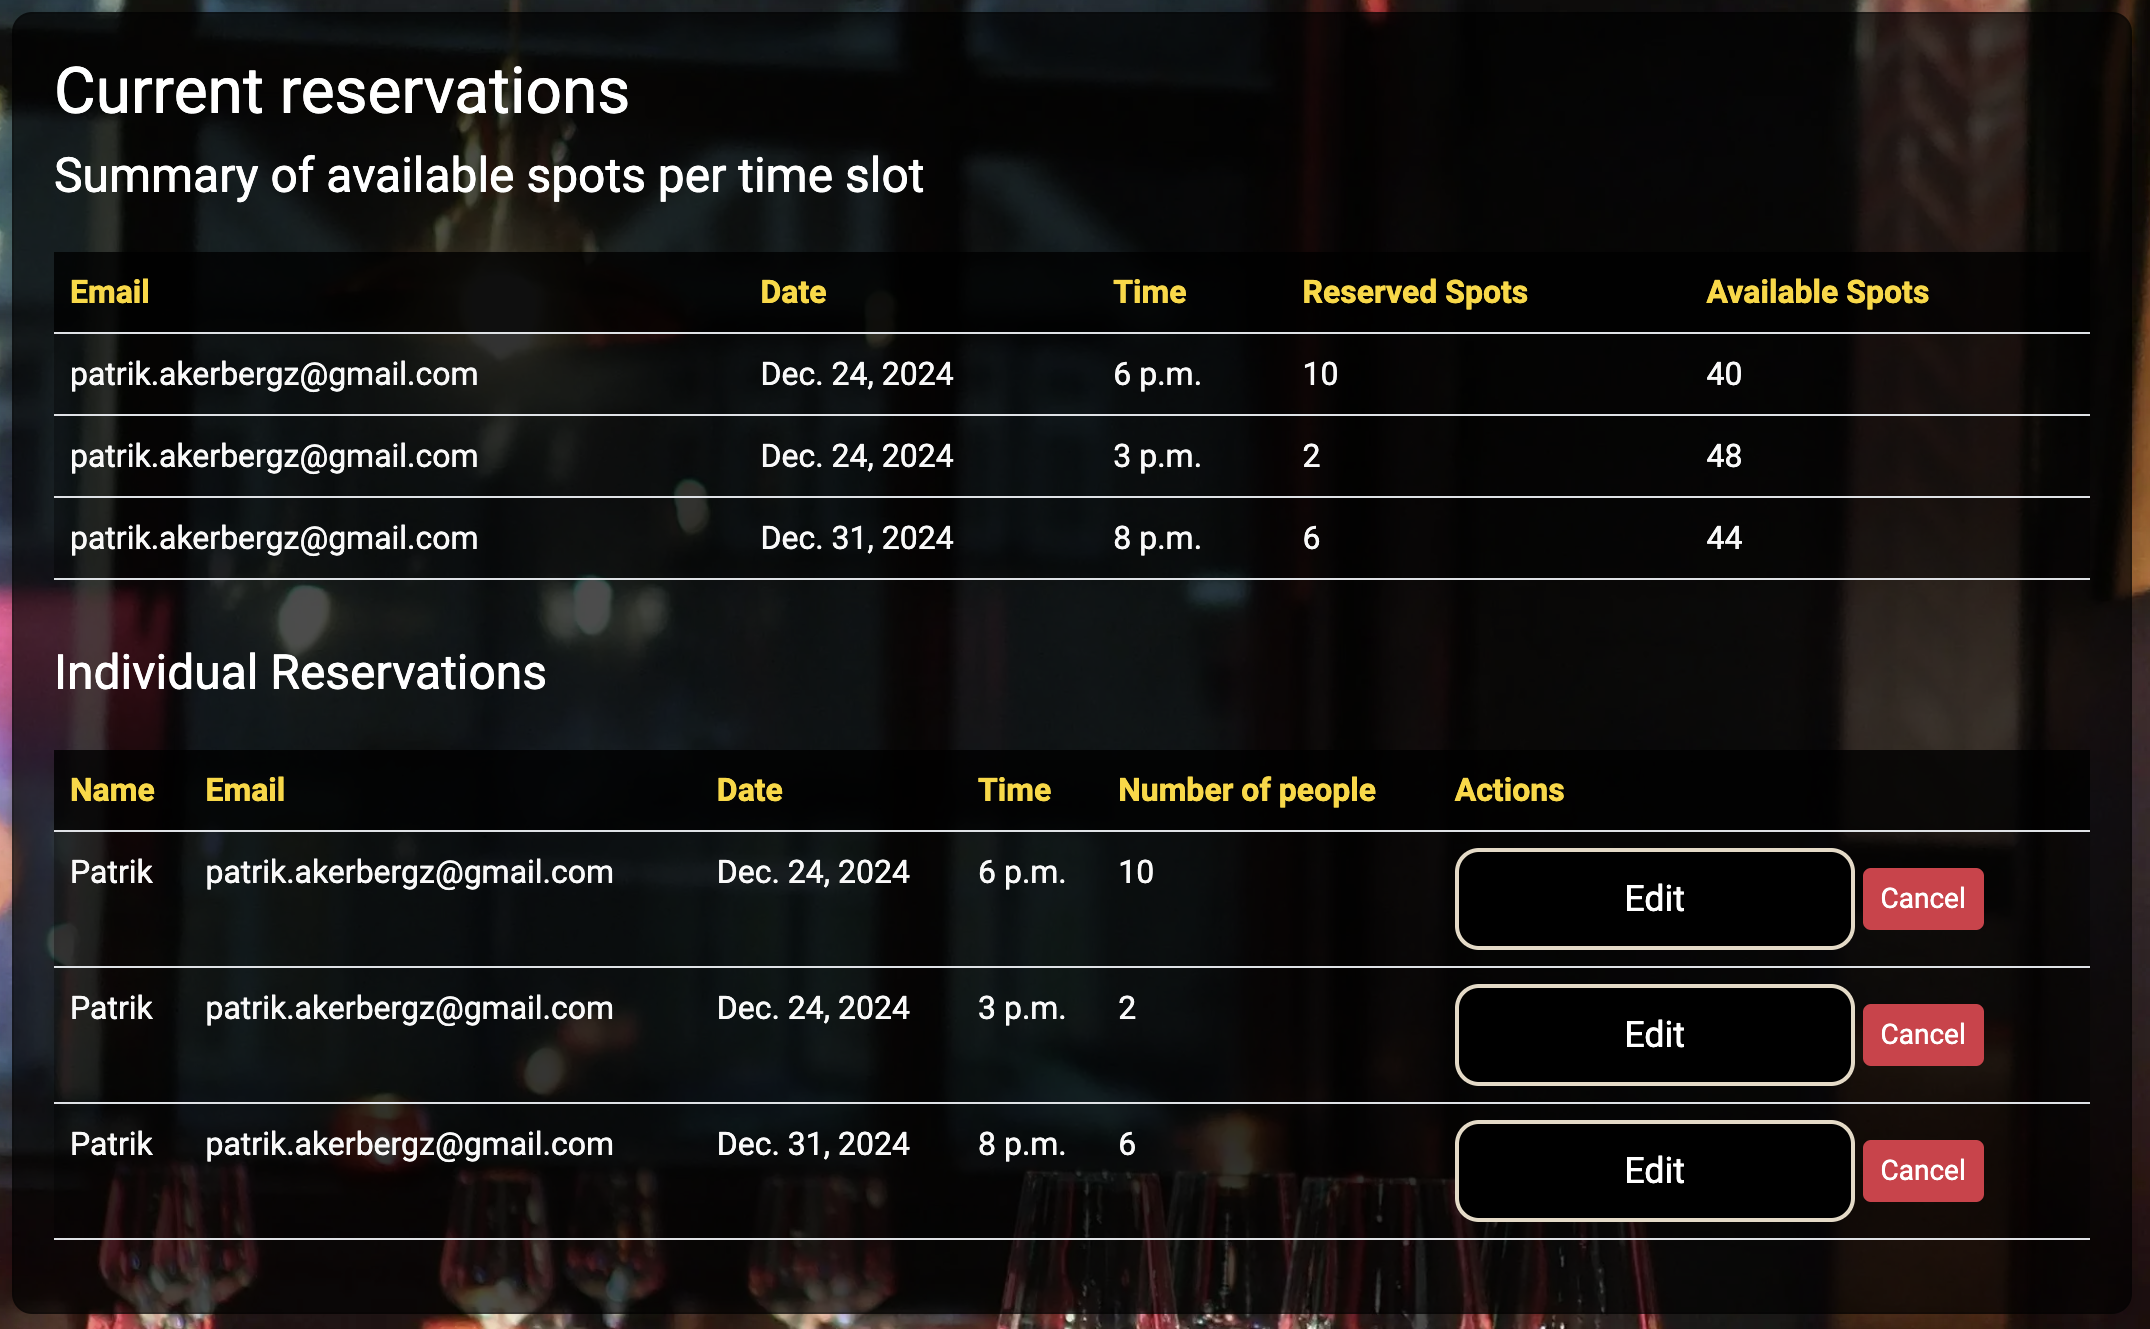 Current reservations
Summary of available spots per time slot
Email Date Time Reserved Spots Available Spots
patrik.akerbergz@gmail.com Dec. 24, 2024 6 p.m. 10 40
patrik.akerbergz@gmail.com Dec. 24, 2024 3 p.m. 2 48
patrik.akerbergz@gmail.com Dec. 31, 2024 8 p.m. 6 44
Individual Reservations
Name Email Date Time Number of people Actions
Patrik patrik.akerbergz@gmail.com Dec. 24, 2024 6 p.m. 10 Edit Cancel
Patrik patrik.akerbergz@gmail.com Dec. 24, 2024 3 p.m. 2 Edit Cancel
Patrik patrik.akerbergz@gmail.com Dec. 31, 2024 8 p.m. 6 Edit Cancel